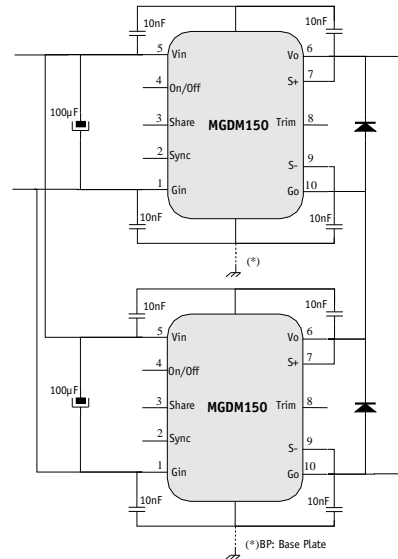 10nF 10nF
5 Vin Vo 6
4 S+ 7
On/Off
100µF
3 Share MGDM150 Trim 8
2 Sync
S- 9
1 Gin Go 10
10nF 10nF
(*)
10nF 10nF
5 Vin Vo 6
4 S+ 7
On/Off
100µF
3 Share MGDM150 Trim 8
2 Sync
S- 9
1 Gin Go 10
10nF 10nF
(*)BP: Base Plate